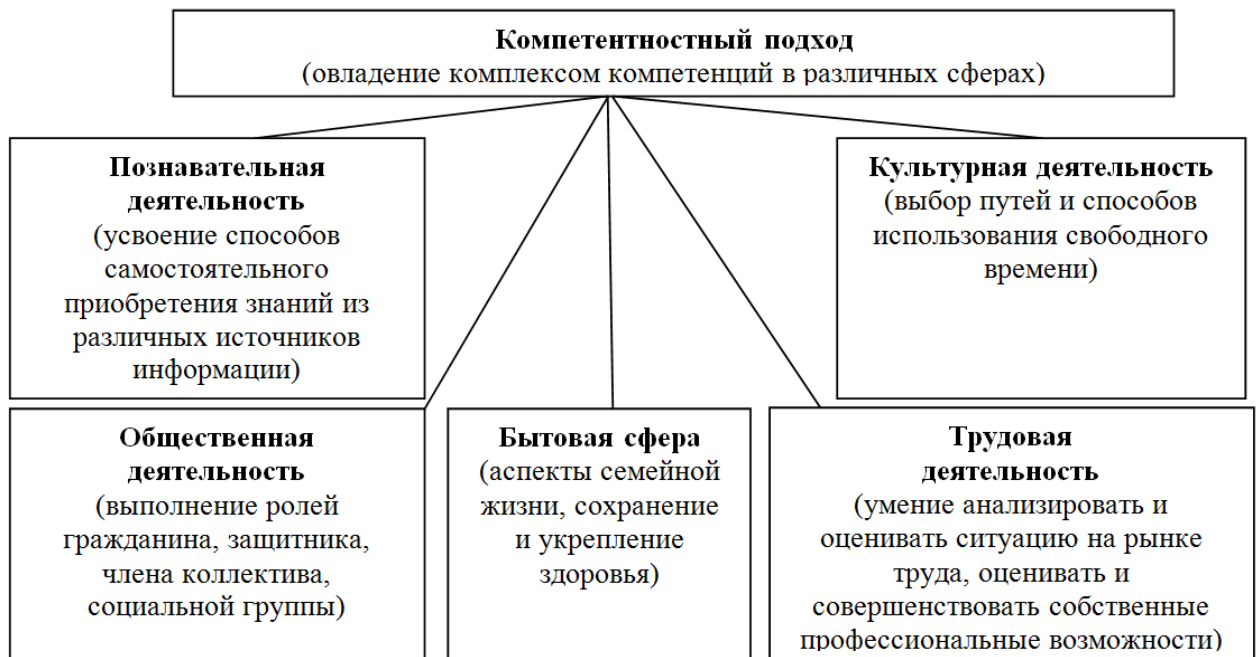 Компетентностный подход
(овладение комплексом компетенций в различных сферах)
Познавательная
деятельность
(усвоение способов
самостоятельного
приобретения знаний из
различных источников
информации)
Культурная деятельность
(выбор путей и способов
использования свободного
времени)
Общественная
деятельность
(выполнение ролей
гражданина, защитника,
члена коллектива,
социальной группы)
Бытовая сфера
(аспекты семейной
жизни, сохранение
и укрепление
здоровья)
Трудовая
деятельность
(умение анализировать и
оценивать ситуацию на рынке
труда, оценивать и
совершенствовать собственные
профессиональные возможности)